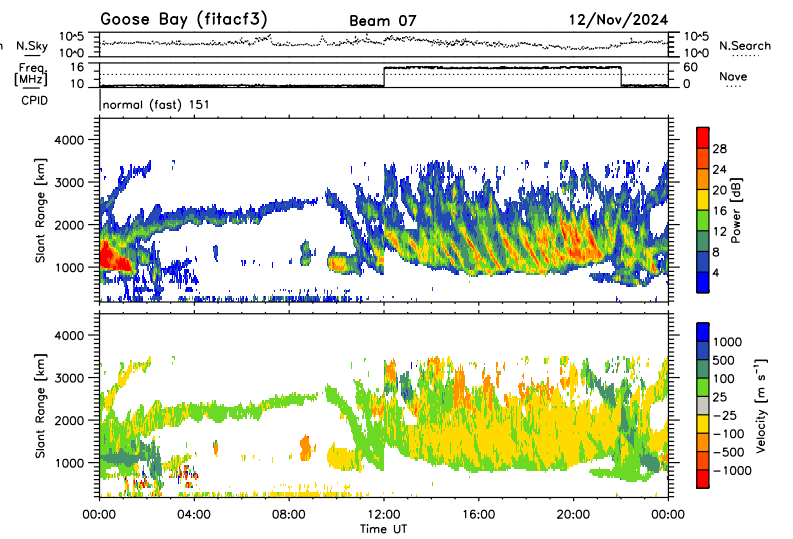 Goose Bay (fitacf3) Beam 07 12/Nov/2024
n N.Sky 10^5 10^5 N.Search
10^0 10^0
Freq. 16 60 Nave
[MHz] 10 0
CPID normal (fast) 151
Slant Range [km]
4000
3000
2000
1000
Power [dB]
28
24
20
16
12
8
4
Slant Range [km]
4000
3000
2000
1000
Velocity [m s⁻¹]
1000
500
100
25
−25
−100
−500
−1000
00:00 04:00 08:00 12:00 16:00 20:00 00:00
Time UT